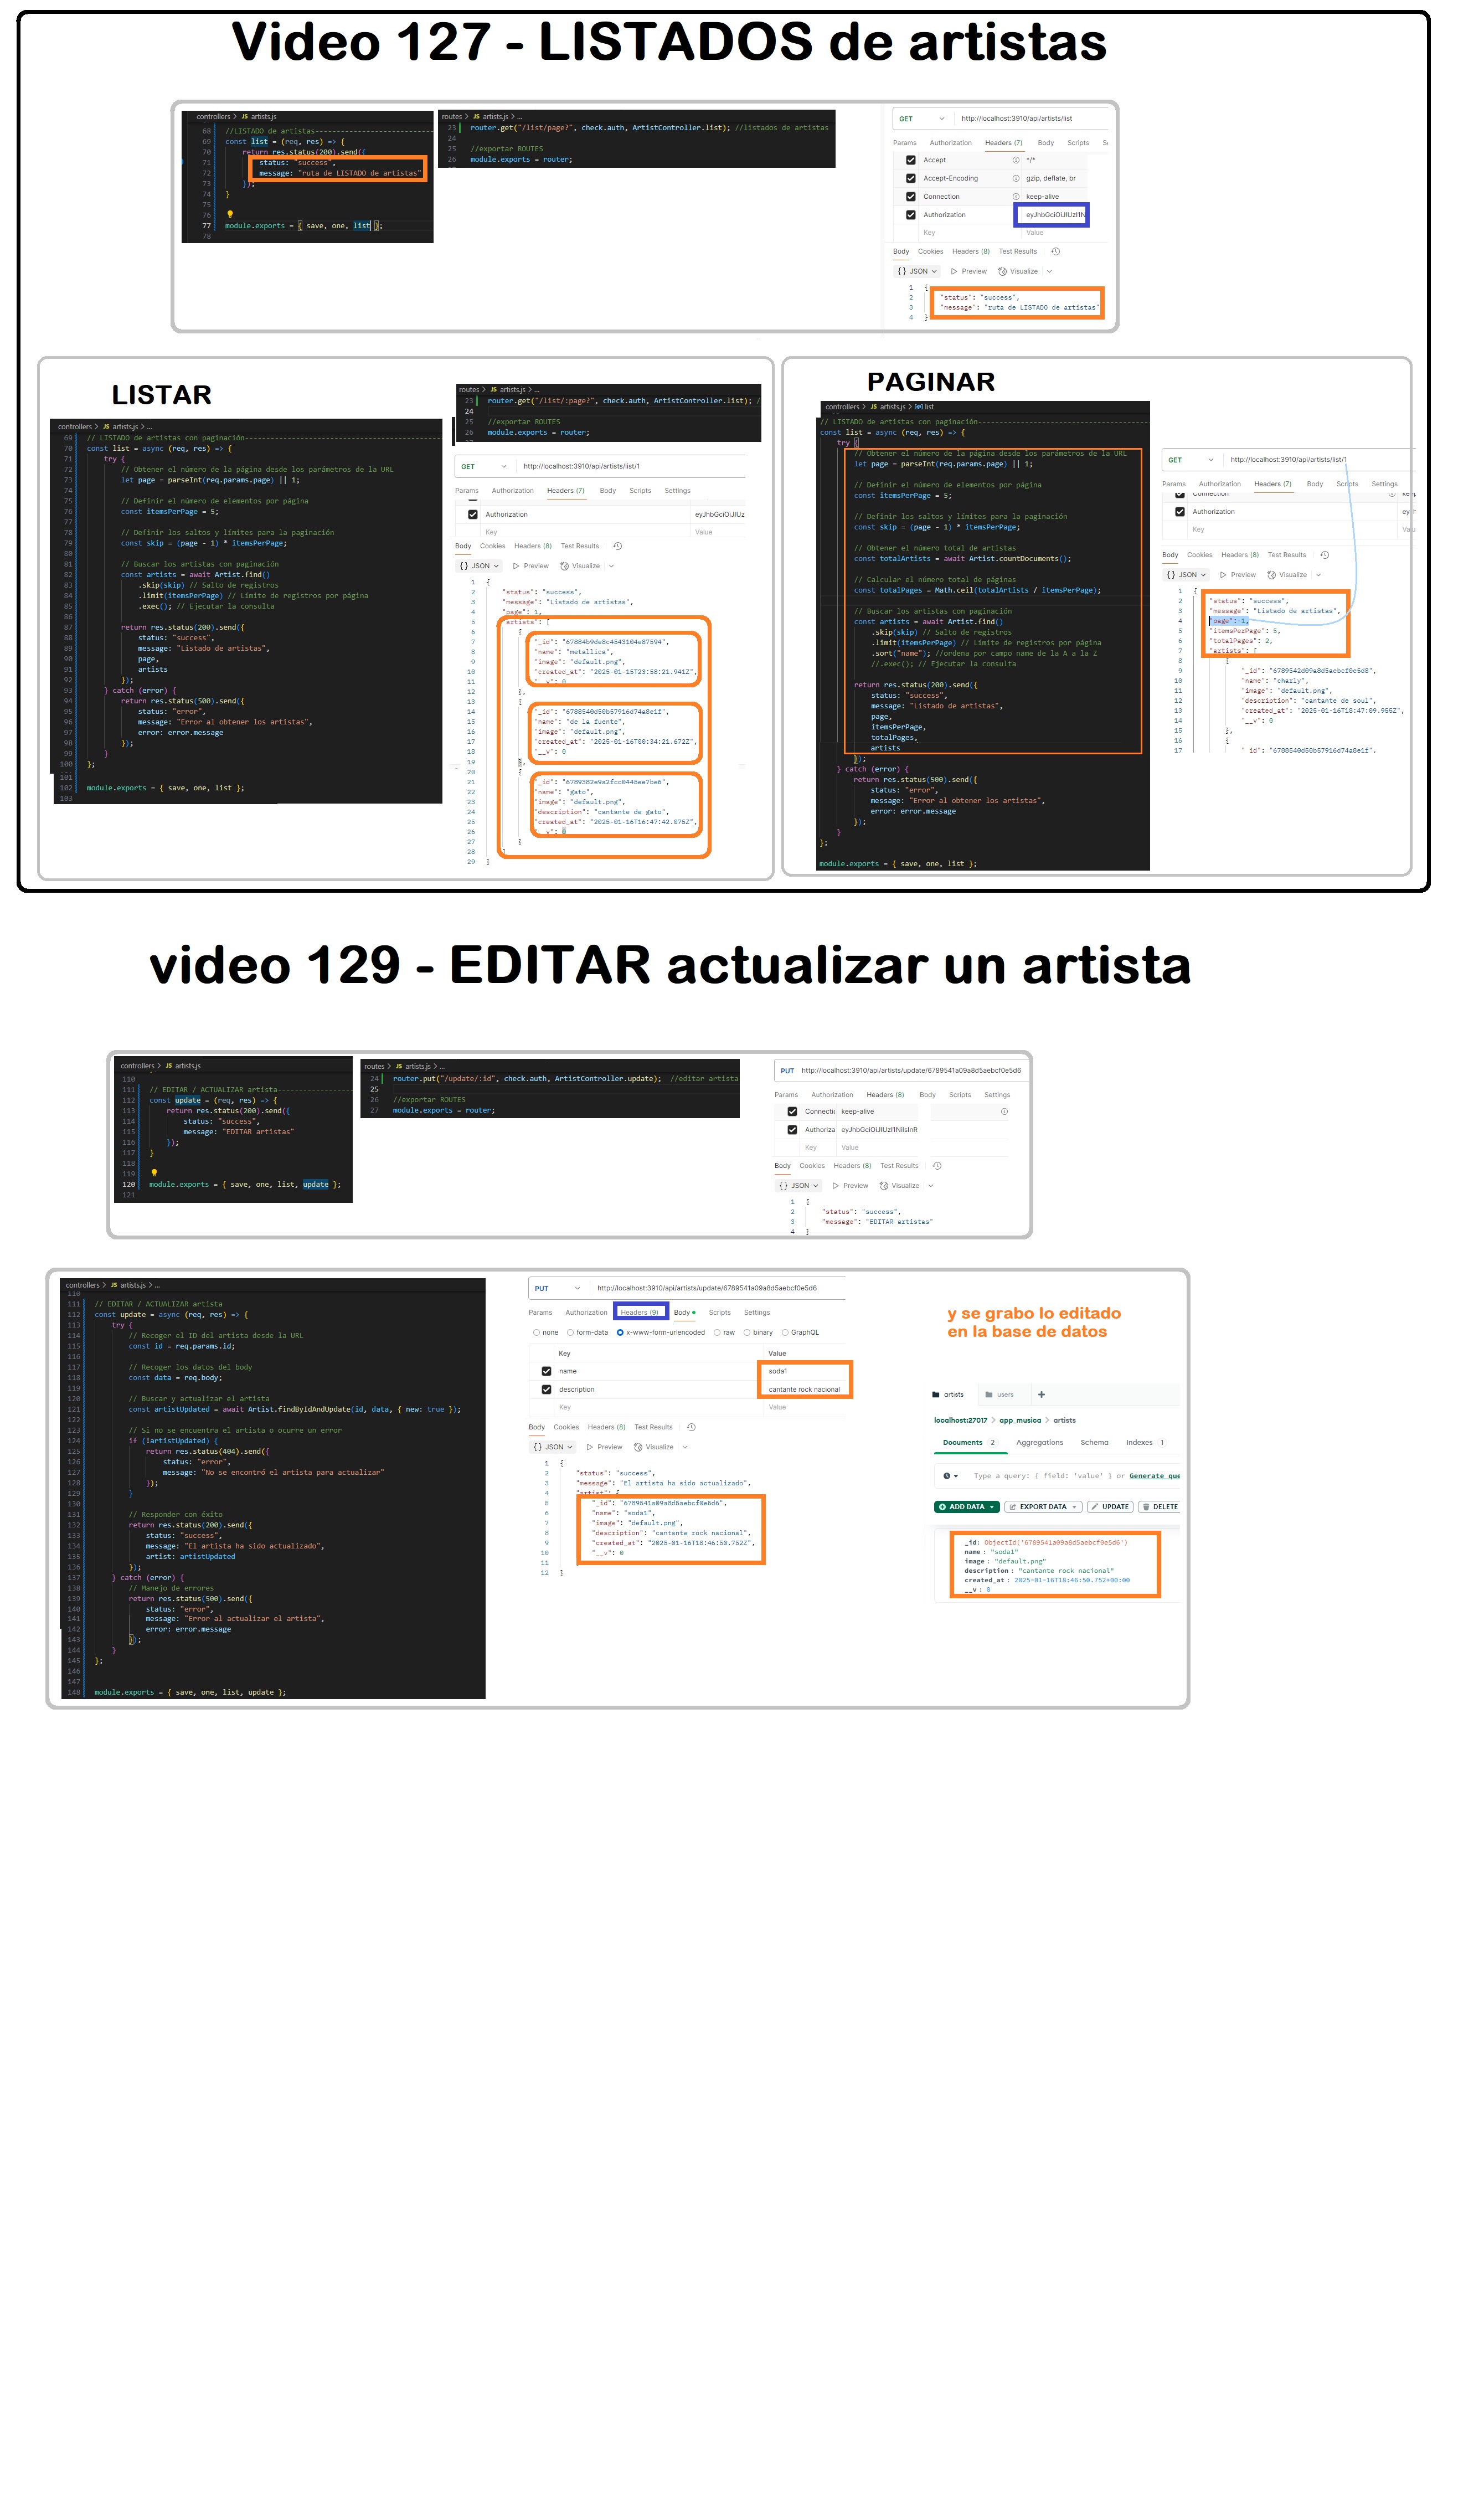 Video 127 - LISTADOS de artistas
controllers > JS artists.js
68 //LISTADO de artistas----------------------------
69 const list = (req, res) => {
70 return res.status(200).send({
71 status: "success",
72 message: "ruta de LISTADO de artistas"
73 });
74 }
75
76
77 module.exports = { save, one, list };
78
routes > JS artists.js > ...
23 router.get("/list/page?", check.auth, ArtistController.list); //listados de artistas
24
25 //exportar ROUTES
26 module.exports = router;
GET http://localhost:3910/api/artists/list
Params Authorization Headers (7) Body Scripts S
Accept */*
Accept-Encoding gzip, deflate, br
Connection keep-alive
Authorization eyJhbGciOiJIUzI1N
Key Value
Body Cookies Headers (8) Test Results
{} JSON Preview Visualize
1 {
2 "status": "success",
3 "message": "ruta de LISTADO de artistas"
4 }
LISTAR
controllers > JS artists.js > ...
69 // LISTADO de artistas con paginación----------------------------
70 const list = async (req, res) => {
71 try {
72 // Obtener el número de la página desde los parámetros de la URL
73 let page = parseInt(req.params.page) || 1;
74
75 // Definir el número de elementos por página
76 const itemsPerPage = 5;
77
78 // Definir los saltos y límites para la paginación
79 const skip = (page - 1) * itemsPerPage;
80
81 // Buscar los artistas con paginación
82 const artists = await Artist.find()
83 .skip(skip) // Salto de registros
84 .limit(itemsPerPage) // Límite de registros por página
85 .exec(); // Ejecutar la consulta
86
87 return res.status(200).send({
88 status: "success",
89 message: "Listado de artistas",
90 page,
91 artists
92 });
93 } catch (error) {
94 return res.status(500).send({
95 status: "error",
96 message: "Error al obtener los artistas",
97 error: error.message
98 });
99 }
100 };
101
102 module.exports = { save, one, list };
103
routes > JS artists.js > ...
23 router.get("/list/:page?", check.auth, ArtistController.list); /
24
25 //exportar ROUTES
26 module.exports = router;
GET http://localhost:3910/api/artists/list/1
Params Authorization Headers (7) Body Scripts Settings
Authorization eyJhbGciOiJIUz
Key Value
Body Cookies Headers (8) Test Results
{} JSON Preview Visualize
1 {
2 "status": "success",
3 "message": "Listado de artistas",
4 "page": 1,
5 "artists": [
6 {
7 "_id": "67884b9de8c4543104e87594",
8 "name": "metallica",
9 "image": "default.png",
10 "created_at": "2025-01-15T23:58:21.941Z",
11 "__v": 0
12 },
13 {
14 "_id": "6788540d50b57916d74a8e1f",
15 "name": "de la fuente",
16 "image": "default.png",
17 "created_at": "2025-01-16T00:34:21.672Z",
18 "__v": 0
19 },
20 {
21 "_id": "6789382e9a2fcc0445ee7be6",
22 "name": "gato",
23 "image": "default.png",
24 "description": "cantante de gato",
25 "created_at": "2025-01-16T16:47:42.075Z",
26 "__v": 0
27 }
28 ]
29 }
PAGINAR
controllers > JS artists.js > list
// LISTADO de artistas con paginación----------------------------
const list = async (req, res) => {
try {
// Obtener el número de la página desde los parámetros de la URL
let page = parseInt(req.params.page) || 1;
// Definir el número de elementos por página
const itemsPerPage = 5;
// Definir los saltos y límites para la paginación
const skip = (page - 1) * itemsPerPage;
// Obtener el número total de artistas
const totalArtists = await Artist.countDocuments();
// Calcular el número total de páginas
const totalPages = Math.ceil(totalArtists / itemsPerPage);
// Buscar los artistas con paginación
const artists = await Artist.find()
.skip(skip) // Salto de registros
.limit(itemsPerPage) // Límite de registros por página
.sort("name"); //ordena por campo name de la A a la Z
//.exec(); // Ejecutar la consulta
return res.status(200).send({
status: "success",
message: "Listado de artistas",
page,
itemsPerPage,
totalPages,
artists
});
} catch (error) {
return res.status(500).send({
status: "error",
message: "Error al obtener los artistas",
error: error.message
});
}
};
module.exports = { save, one, list };
GET http://localhost:3910/api/artists/list/1
Params Authorization Headers (7) Body Scripts Settings
Connection
Authorization
Key
Body Cookies Headers (8) Test Results
{} JSON Preview Visualize
1 {
2 "status": "success",
3 "message": "Listado de artistas",
4 "page": 1,
5 "itemsPerPage": 5,
6 "totalPages": 2,
7 "artists": [
8 {
9 "_id": "6789542d09a8d5aebcf0e5d8",
10 "name": "charly",
11 "image": "default.png",
12 "description": "cantante de soul",
13 "created_at": "2025-01-16T18:47:09.955Z",
14 "__v": 0
15 },
16 {
17 "_id": "6788540d50b57916d74a8e1f",
video 129 - EDITAR actualizar un artista
controllers > JS artists.js
110
111 // EDITAR / ACTUALIZAR artista-----------------
112 const update = (req, res) => {
113 return res.status(200).send({
114 status: "success",
115 message: "EDITAR artistas"
116 });
117 }
118
119
120 module.exports = { save, one, list, update };
121
routes > JS artists.js > ...
24 router.put("/update/:id", check.auth, ArtistController.update); //editar artista
25
26 //exportar ROUTES
27 module.exports = router;
PUT http://localhost:3910/api/artists/update/6789541a09a8d5aebcf0e5d6
Params Authorization Headers (8) Body Scripts Settings
Connecti keep-alive
Authoriza eyJhbGciOiJIUzI1NiIsInR
Key Value
Body Cookies Headers (8) Test Results
{} JSON Preview Visualize
1 {
2 "status": "success",
3 "message": "EDITAR artistas"
4 }
controllers > JS artists.js > ...
110
111 // EDITAR / ACTUALIZAR artista
112 const update = async (req, res) => {
113 try {
114 // Recoger el ID del artista desde la URL
115 const id = req.params.id;
116
117 // Recoger los datos del body
118 const data = req.body;
119
120 // Buscar y actualizar el artista
121 const artistUpdated = await Artist.findByIdAndUpdate(id, data, { new: true });
122
123 // Si no se encuentra el artista o ocurre un error
124 if (!artistUpdated) {
125 return res.status(404).send({
126 status: "error",
127 message: "No se encontró el artista para actualizar"
128 });
129 }
130
131 // Responder con éxito
132 return res.status(200).send({
133 status: "success",
134 message: "El artista ha sido actualizado",
135 artist: artistUpdated
136 });
137 } catch (error) {
138 // Manejo de errores
139 return res.status(500).send({
140 status: "error",
141 message: "Error al actualizar el artista",
142 error: error.message
143 });
144 }
145 };
146
147
148 module.exports = { save, one, list, update };
PUT http://localhost:3910/api/artists/update/6789541a09a8d5aebcf0e5d6
Params Authorization Headers (9) Body Scripts Settings
none form-data x-www-form-urlencoded raw binary GraphQL
Key Value
name soda1
description cantante rock nacional
Key Value
Body Cookies Headers (8) Test Results
{} JSON Preview Visualize
1 {
2 "status": "success",
3 "message": "El artista ha sido actualizado",
4 "artist": {
5 "_id": "6789541a09a8d5aebcf0e5d6",
6 "name": "soda1",
7 "image": "default.png",
8 "description": "cantante rock nacional",
9 "created_at": "2025-01-16T18:46:50.752Z",
10 "__v": 0
11
12 }
y se grabo lo editado
en la base de datos
artists users +
localhost:27017 > app_musica > artists
Documents 2 Aggregations Schema Indexes 1
Type a query: { field: 'value' } or Generate que
ADD DATA EXPORT DATA UPDATE DELETE
_id: ObjectId('6789541a09a8d5aebcf0e5d6')
name : "soda1"
image : "default.png"
description : "cantante rock nacional"
created_at : 2025-01-16T18:46:50.752+00:00
__v : 0